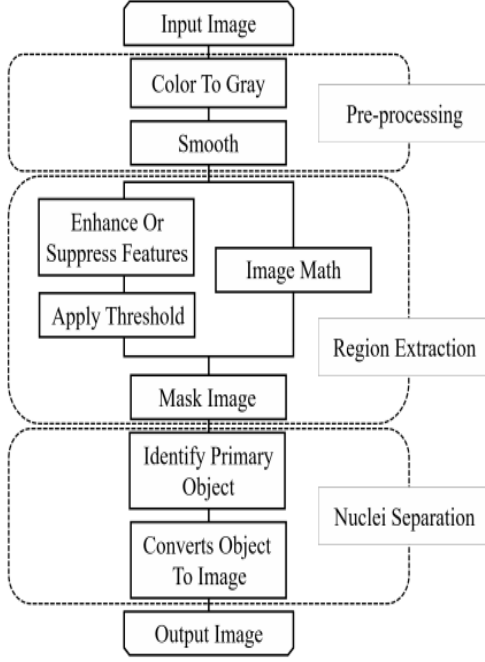 Input Image
Color To Gray
Pre-processing
Smooth
Enhance Or
Suppress Features
Image Math
Apply Threshold
Region Extraction
Mask Image
Identify Primary
Object
Nuclei Separation
Converts Object
To Image
Output Image